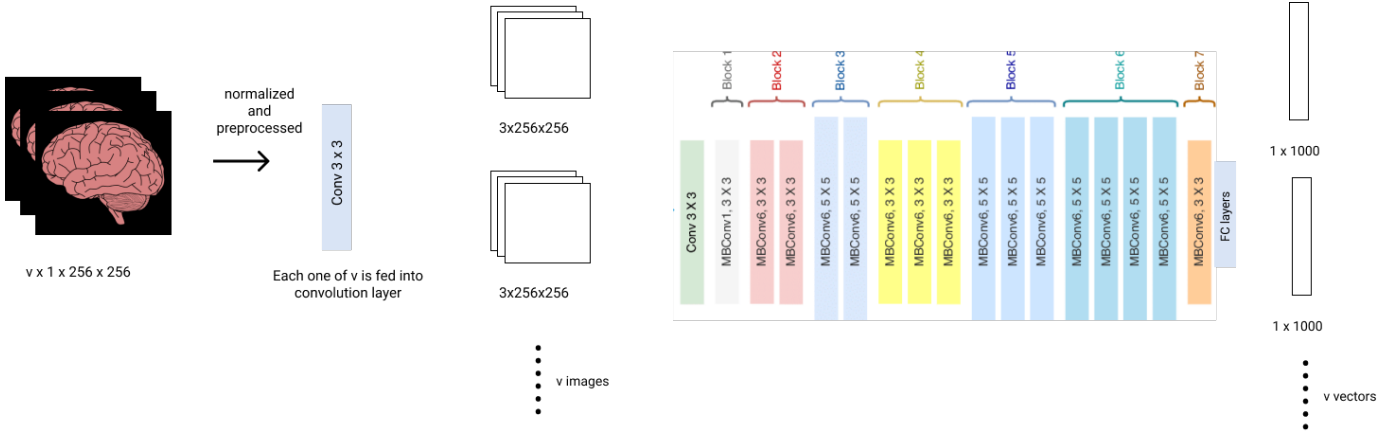 normalized
and
preprocessed
v x 1 x 256 x 256
Conv 3 x 3
Each one of v is fed into
convolution layer
3x256x256
3x256x256
v images
Block 1
Block 2
Block 3
Block 4
Block 5
Block 6
Block 7
Conv 3 X 3
MBConv1, 3 X 3
MBConv6, 3 X 3
MBConv6, 3 X 3
MBConv6, 5 X 5
MBConv6, 5 X 5
MBConv6, 3 X 3
MBConv6, 3 X 3
MBConv6, 3 X 3
MBConv6, 5 X 5
MBConv6, 5 X 5
MBConv6, 5 X 5
MBConv6, 5 X 5
MBConv6, 5 X 5
MBConv6, 5 X 5
MBConv6, 5 X 5
MBConv6, 3 X 3
FC layers
1 x 1000
1 x 1000
v vectors